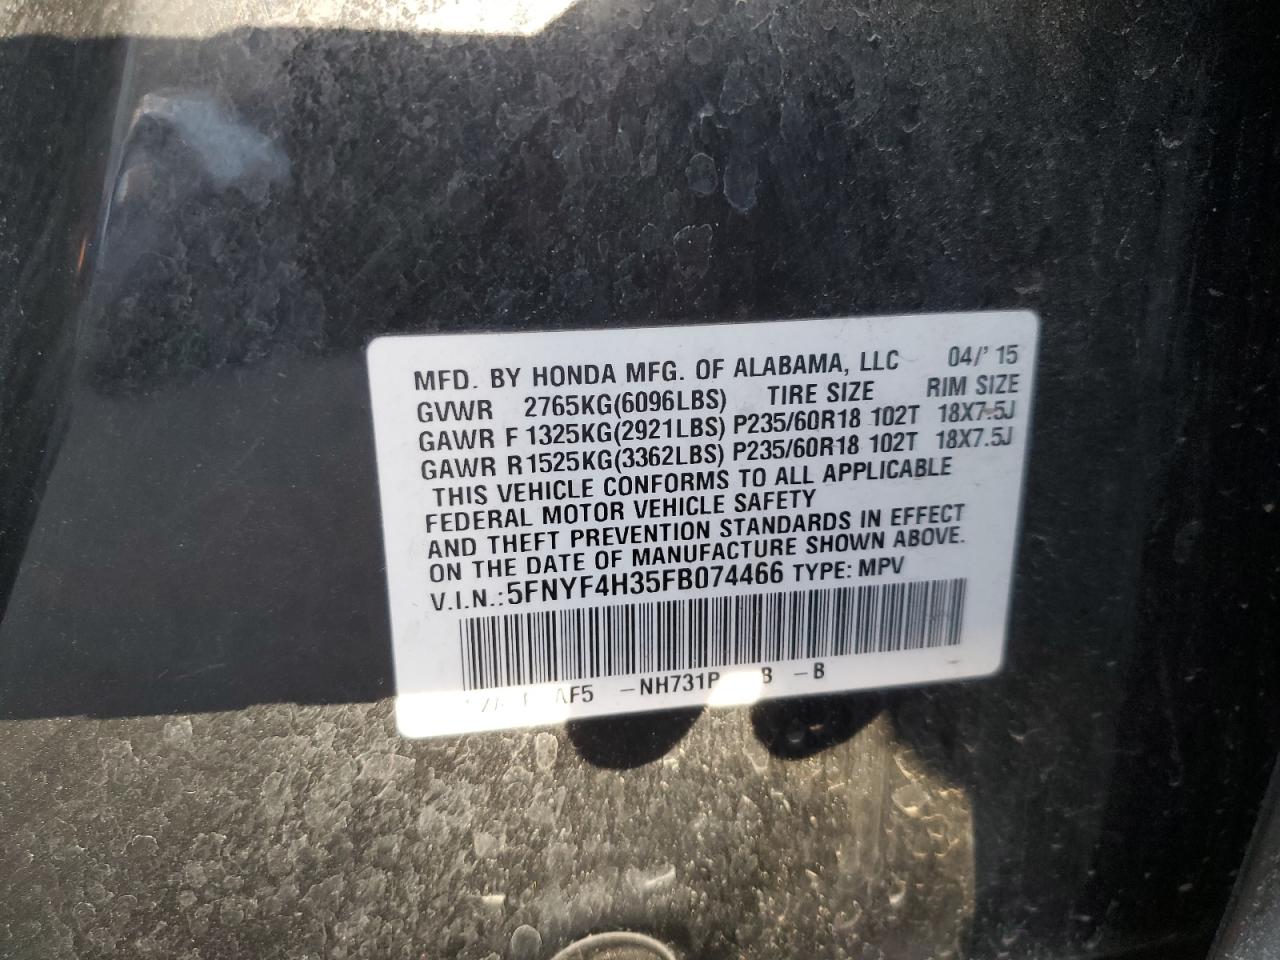 MFD. BY HONDA MFG. OF ALABAMA, LLC 04/' 15
GVWR 2765KG(6096LBS) TIRE SIZE RIM SIZE
GAWR F 1325KG(2921LBS) P235/60R18 102T 18X7.5J
GAWR R1525KG(3362LBS) P235/60R18 102T 18X7.5J
THIS VEHICLE CONFORMS TO ALL APPLICABLE
FEDERAL MOTOR VEHICLE SAFETY
AND THEFT PREVENTION STANDARDS IN EFFECT
ON THE DATE OF MANUFACTURE SHOWN ABOVE.
V.I.N.:5FNYF4H35FB074466 TYPE: MPV
AF5 -NH731P B -B